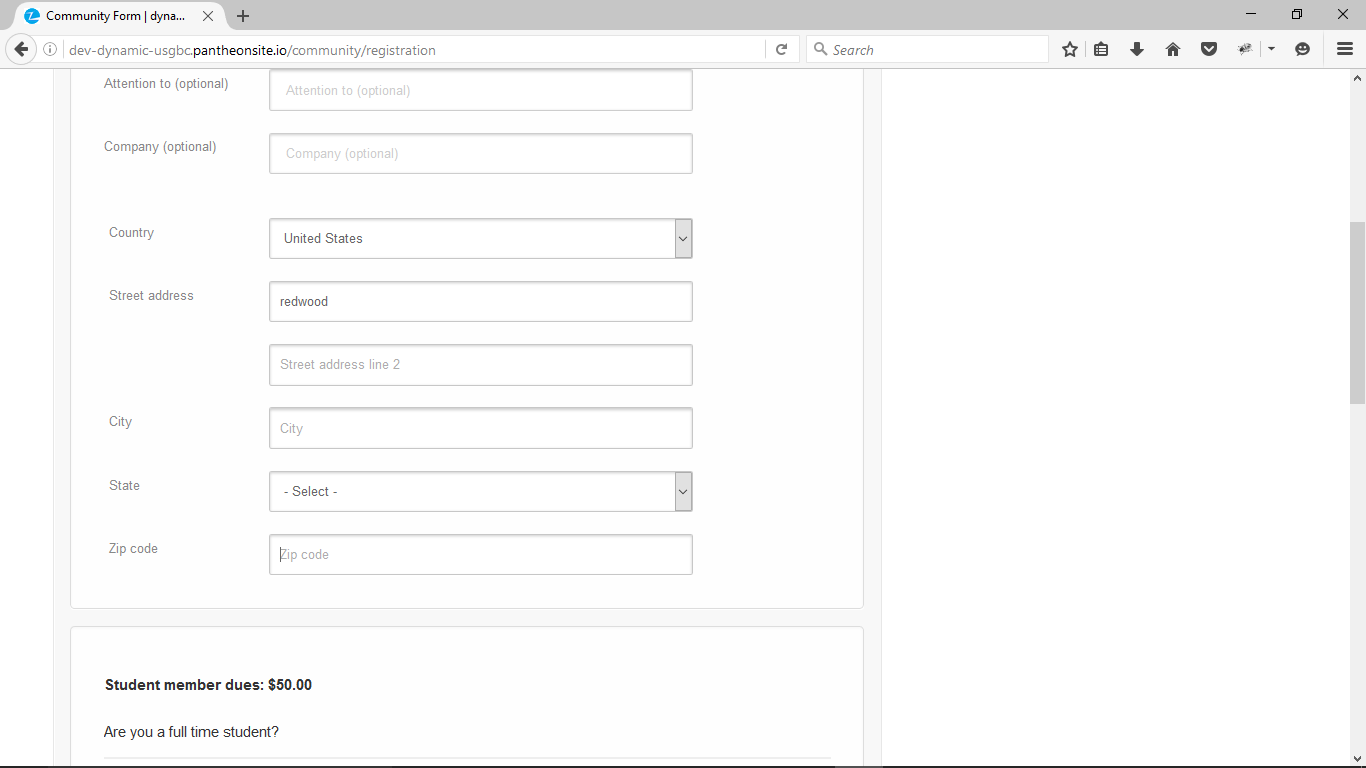 Community Form | dyna...
dev-dynamic-usgbc.pantheonsite.io/community/registration
Search
Attention to (optional)
Attention to (optional)
Company (optional)
Company (optional)
Country
United States
Street address
redwood
Street address line 2
City
City
State
- Select -
Zip code
Zip code
Student member dues: $50.00
Are you a full time student?